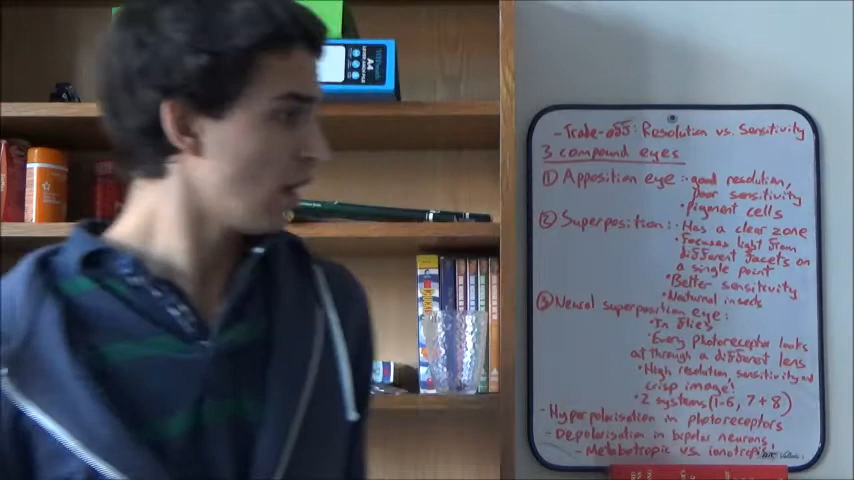 Trade-off: Resolution vs. Sensitivity
3 compound eyes
① Apposition eye: • good resolution,
poor sensitivity
• pigment cells
② Superposition: • Has a clear zone
• Focuses light from
different facets on
a single point
• Better sensitivity
• Nocturnal insects
③ Neural superposition eye:
• In flies
• Every photoreceptor looks
at through a different lens
• High resolution, sensitivity and
crisp image!
• 2 systems (1-6, 7+8)
• Hyperpolarisation in photoreceptors
• Depolarisation in bipolar neurons
- Metabotropic vs. ionotropic